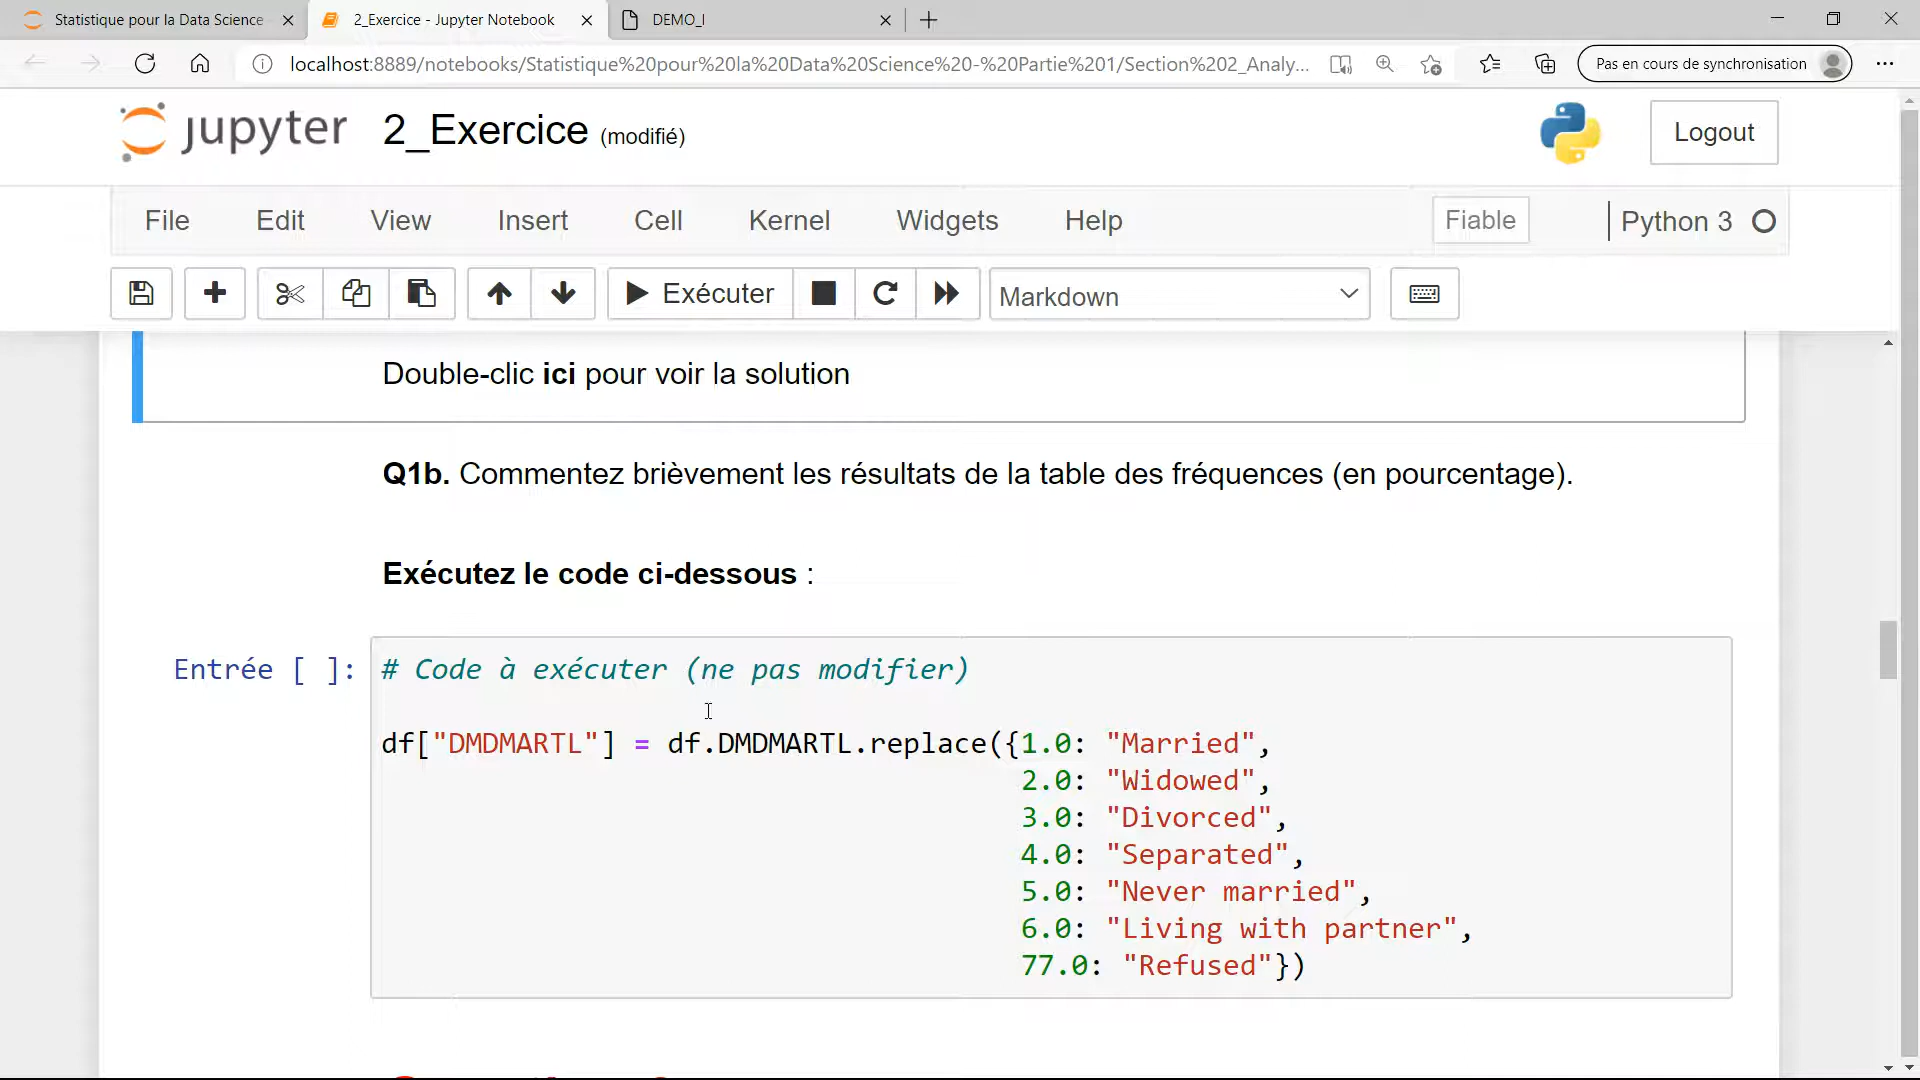 Statistique pour la Data Science
2_Exercice - Jupyter Notebook
DEMO_I
localhost:8889/notebooks/Statistique%20pour%20la%20Data%20Science%20-%20Partie%201/Section%202_Analy...
Pas en cours de synchronisation
jupyter 2_Exercice (modifié)
Logout
File Edit View Insert Cell Kernel Widgets Help
Fiable
Python 3
Exécuter
Markdown
Double-clic ici pour voir la solution
Q1b. Commentez brièvement les résultats de la table des fréquences (en pourcentage).
Exécutez le code ci-dessous :
Entrée [ ]:
# Code à exécuter (ne pas modifier)
df["DMDMARTL"] = df.DMDMARTL.replace({1.0: "Married",
2.0: "Widowed",
3.0: "Divorced",
4.0: "Separated",
5.0: "Never married",
6.0: "Living with partner",
77.0: "Refused"})